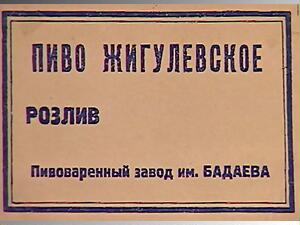 ПИВО ЖИГУЛЕВСКОЕ
РОЗЛИВ
Пивоваренный завод им. БАДАЕВА